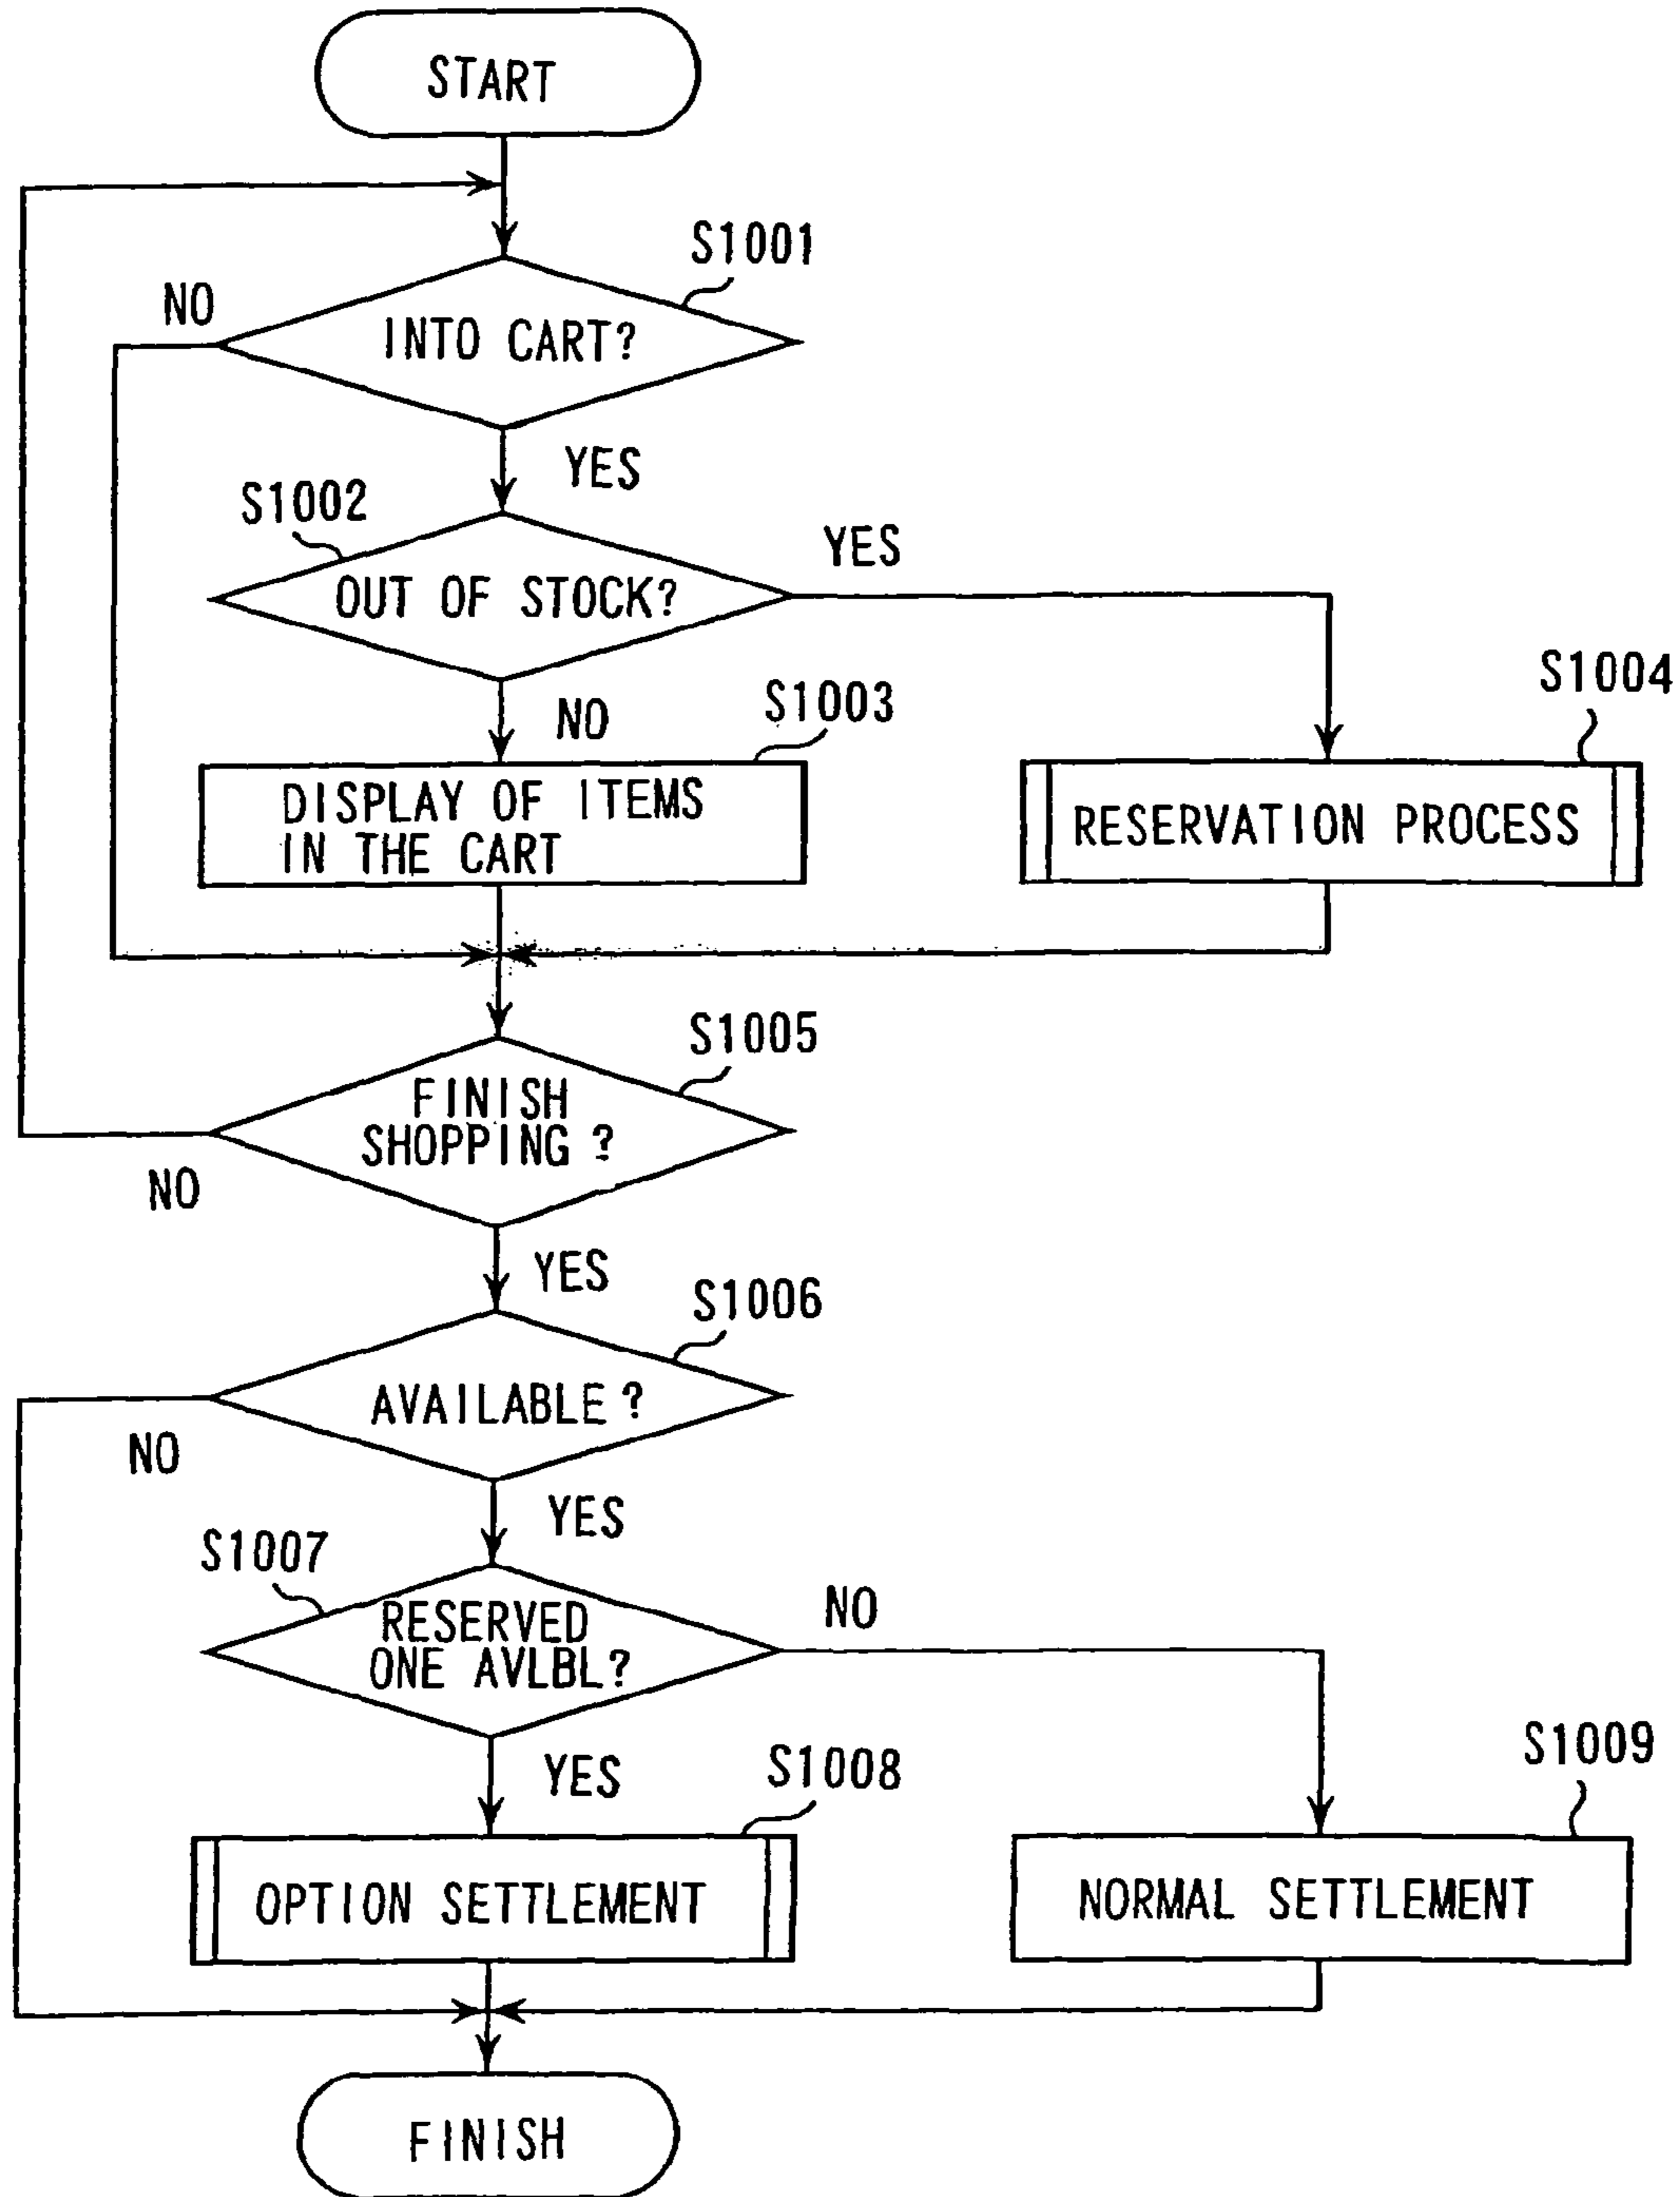 START
S1001
NO
INTO CART?
YES
S1002
YES
OUT OF STOCK?
S1004
S1003
NO
DISPLAY OF ITEMS
IN THE CART
RESERVATION PROCESS
S1005
FINISH
SHOPPING ?
NO
YES
S1006
AVAILABLE ?
NO
YES
S1007
NO
RESERVED
ONE AVLBL?
S1009
YES
S1008
OPTION SETTLEMENT
NORMAL SETTLEMENT
FINISH